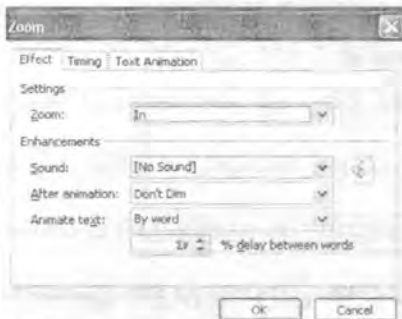 Zoom
Effect Timing Text Animation
Settings
Zoom: In
Enhancements
Sound: [No Sound]
After animation: Don't Dim
Animate text: By word
% delay between words
OK Cancel